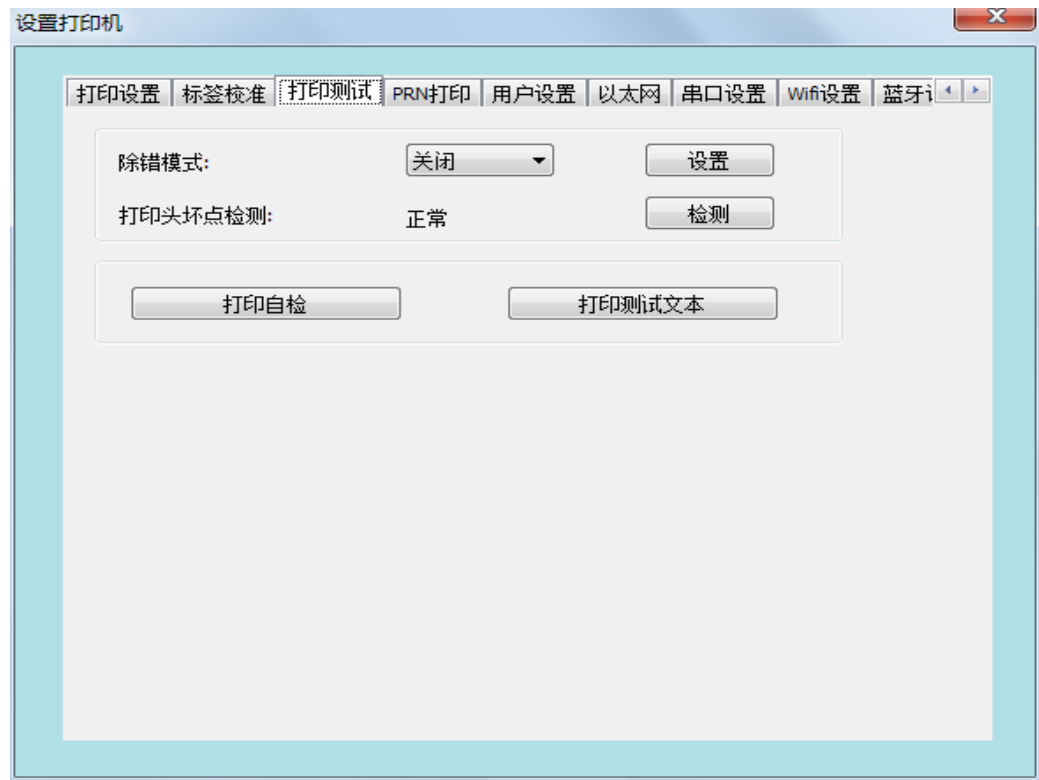 设置打印机
打印设置 标签校准 打印测试 PRN打印 用户设置 以太网 串口设置 Wifi设置 蓝牙
除错模式: 关闭 设置
打印头坏点检测: 正常 检测
打印自检 打印测试文本